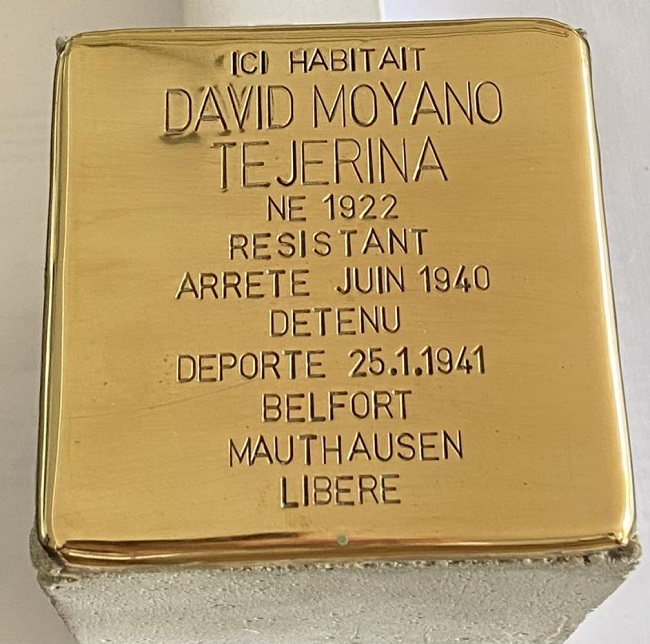 ICI HABITAIT
DAVID MOYANO
TEJERINA
NE 1922
RESISTANT
ARRETE JUIN 1940
DETENU
DEPORTE 25.1.1941
BELFORT
MAUTHAUSEN
LIBERE